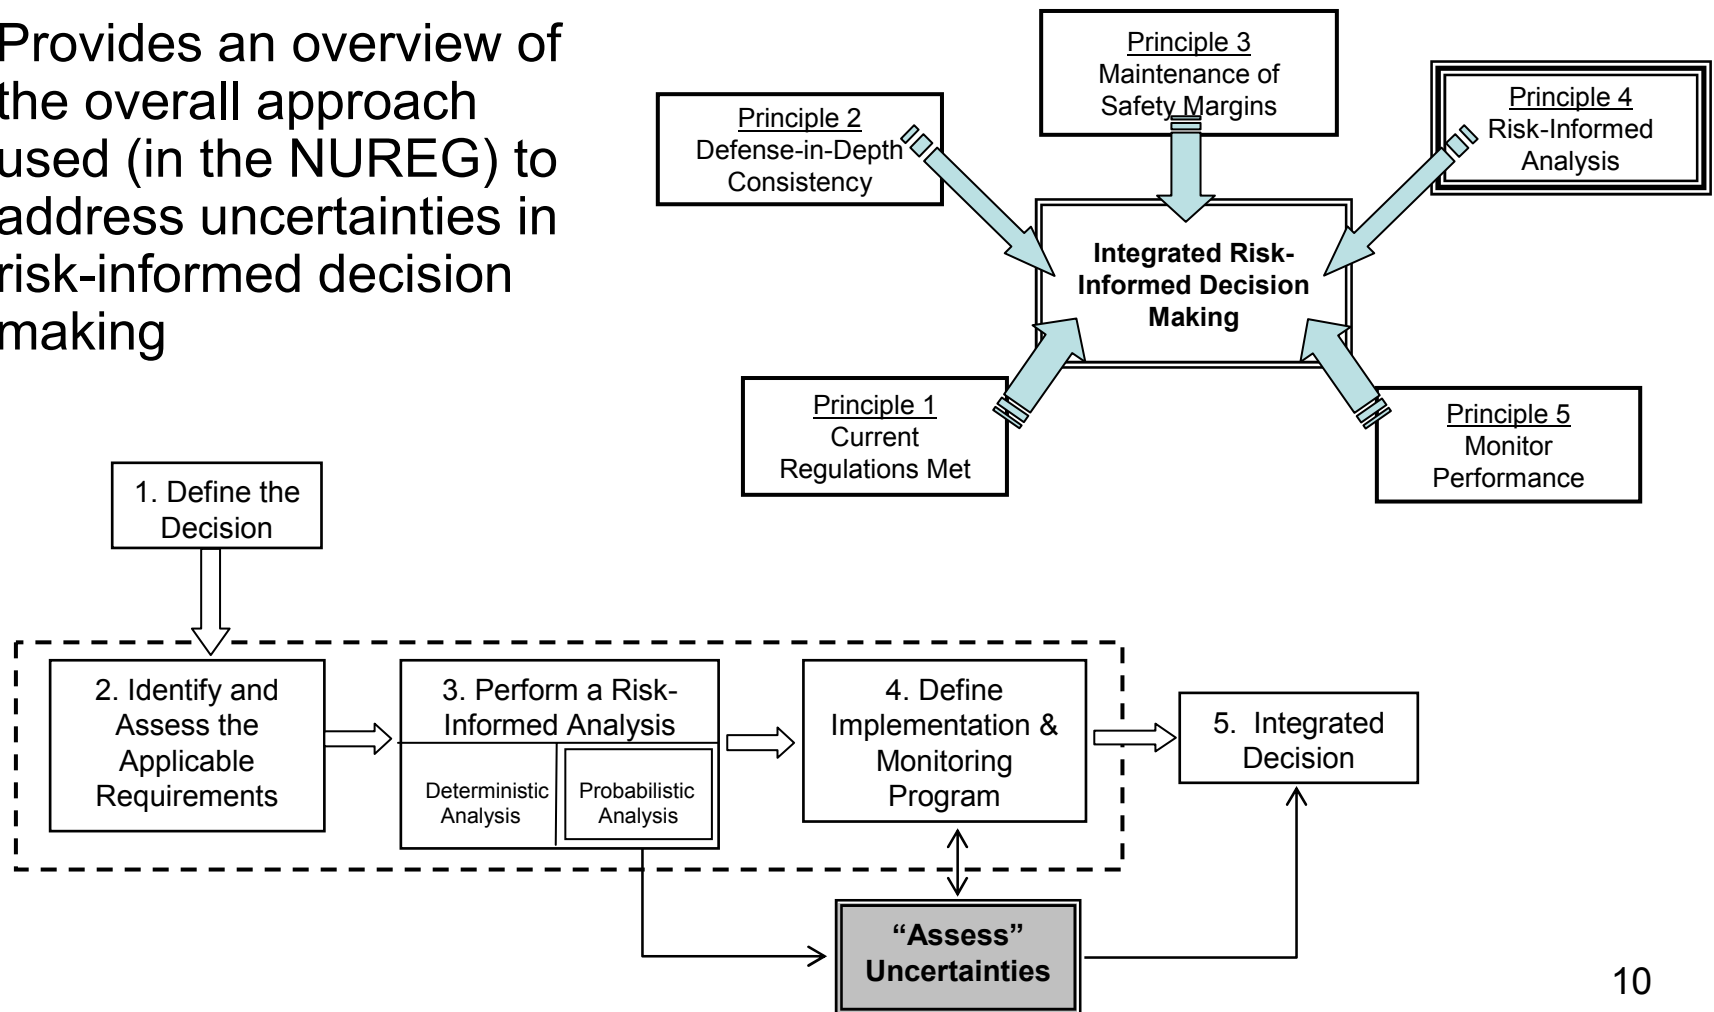 Provides an overview of
the overall approach
used (in the NUREG) to
address uncertainties in
risk-informed decision
making
Principle 3
Maintenance of
Safety Margins
Principle 2
Defense-in-Depth
Consistency
Principle 4
Risk-Informed
Analysis
Integrated Risk-
Informed Decision
Making
Principle 1
Current
Regulations Met
Principle 5
Monitor
Performance
1. Define the
Decision
2. Identify and
Assess the
Applicable
Requirements
3. Perform a Risk-
Informed Analysis
Deterministic
Analysis
Probabilistic
Analysis
4. Define
Implementation &
Monitoring
Program
5. Integrated
Decision
“Assess”
Uncertainties
10